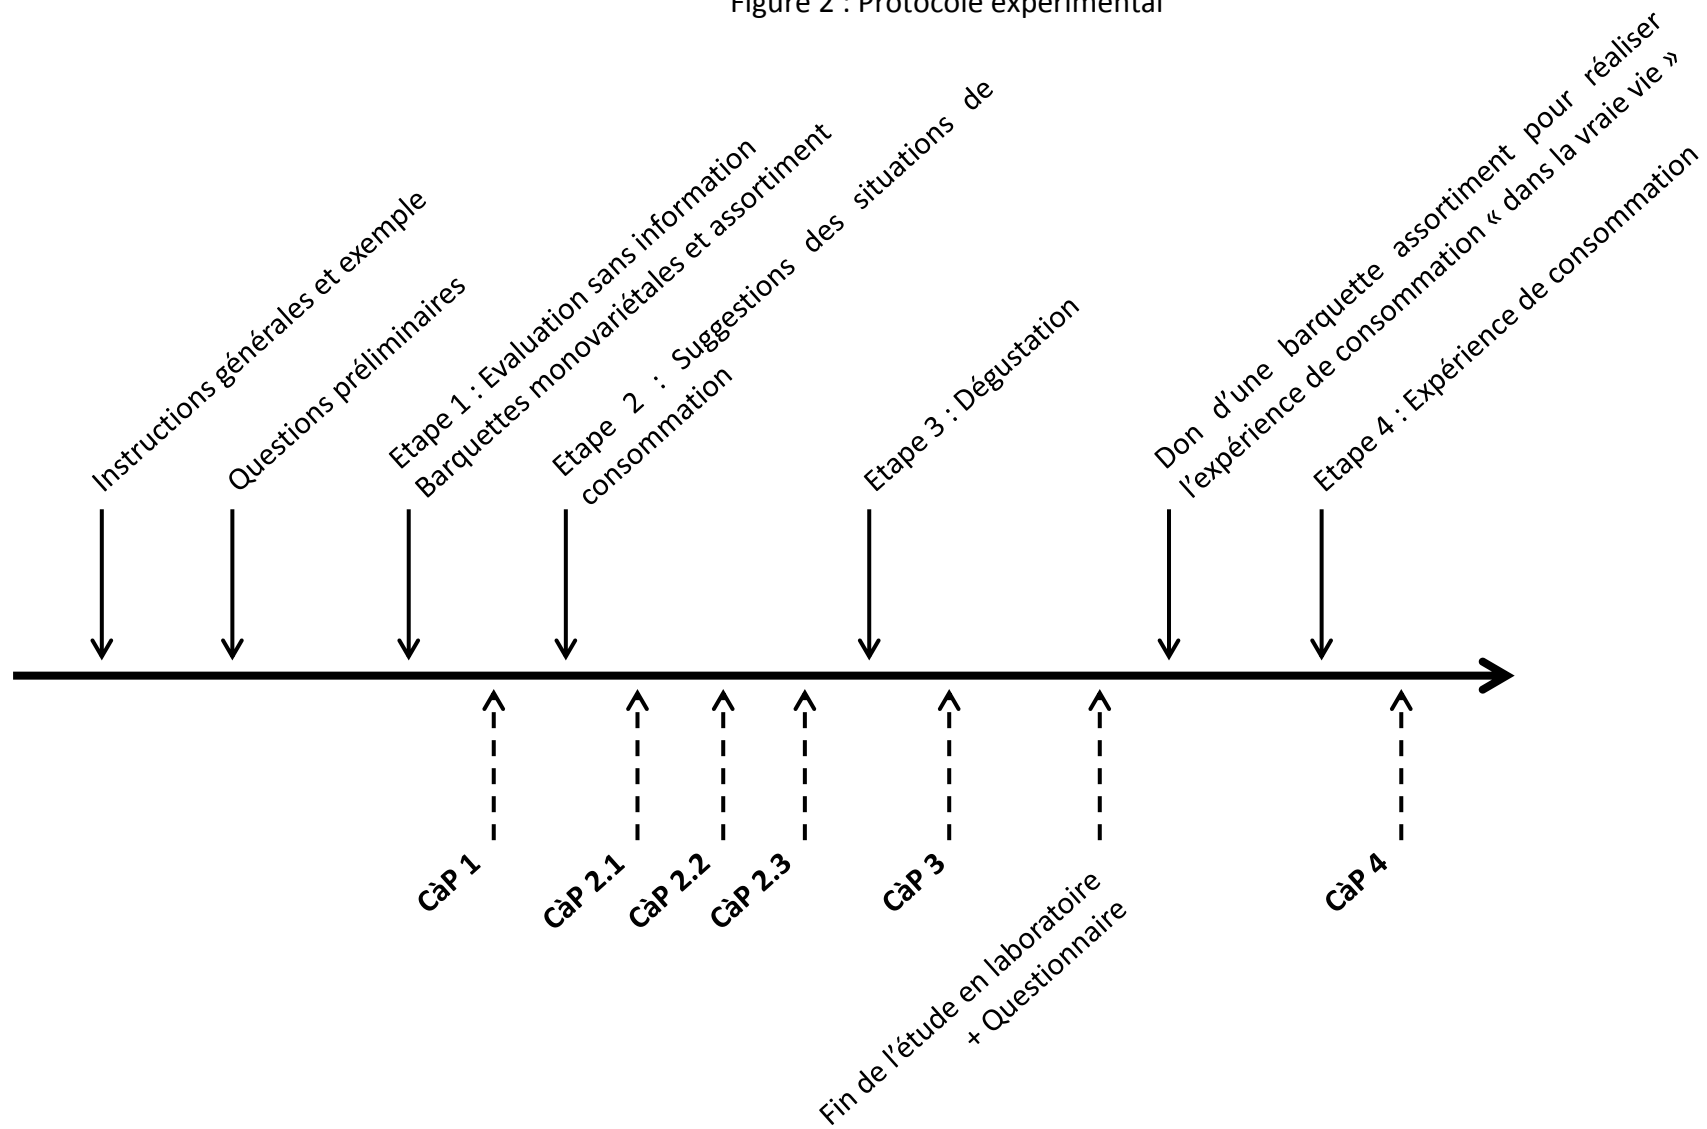 Figure 2 : Protocole expérimental
Instructions générales et exemple
Questions préliminaires
Etape 1 : Evaluation sans information
Barquettes monovariétales et assortiment
Etape 2 : Suggestions des situations de
consommation
Etape 3 : Dégustation
Don d’une barquette assortiment pour réaliser
l’expérience de consommation « dans la vraie vie »
Etape 4 : Expérience de consommation
CàP 1
CàP 2.1
CàP 2.2
CàP 2.3
CàP 3
Fin de l’étude en laboratoire
+ Questionnaire
CàP 4